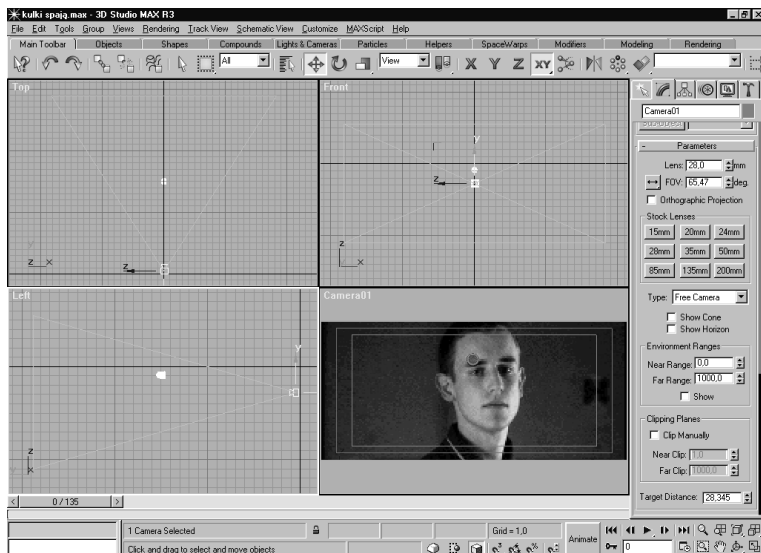 kulki spają.max - 3D Studio MAX R3
File Edit Tools Group Views Rendering Track View Schematic View Customize MAXScript Help
Main Toolbar Objects Shapes Compounds Lights & Cameras Particles Helpers SpaceWarps Modifiers Modeling Rendering
All View X Y Z XY
Top
Front
Camera01
Sub-Object
- Parameters
Lens: 28,0 mm
FOV: 65,47 deg.
Orthographic Projection
Stock Lenses
15mm 20mm 24mm
28mm 35mm 50mm
85mm 135mm 200mm
Type: Free Camera
Show Cone
Show Horizon
Environment Ranges
Near Range: 0,0
Far Range: 1000,0
Show
Clipping Planes
Clip Manually
Near Clip: 1,0
Far Clip: 1000,0
Target Distance: 28,345
y
z
z
z x
x
z
Left
Camera01
Y
z
x
0 / 135
1 Camera Selected
Grid = 1,0
Animate
Click and drag to select and move objects
0